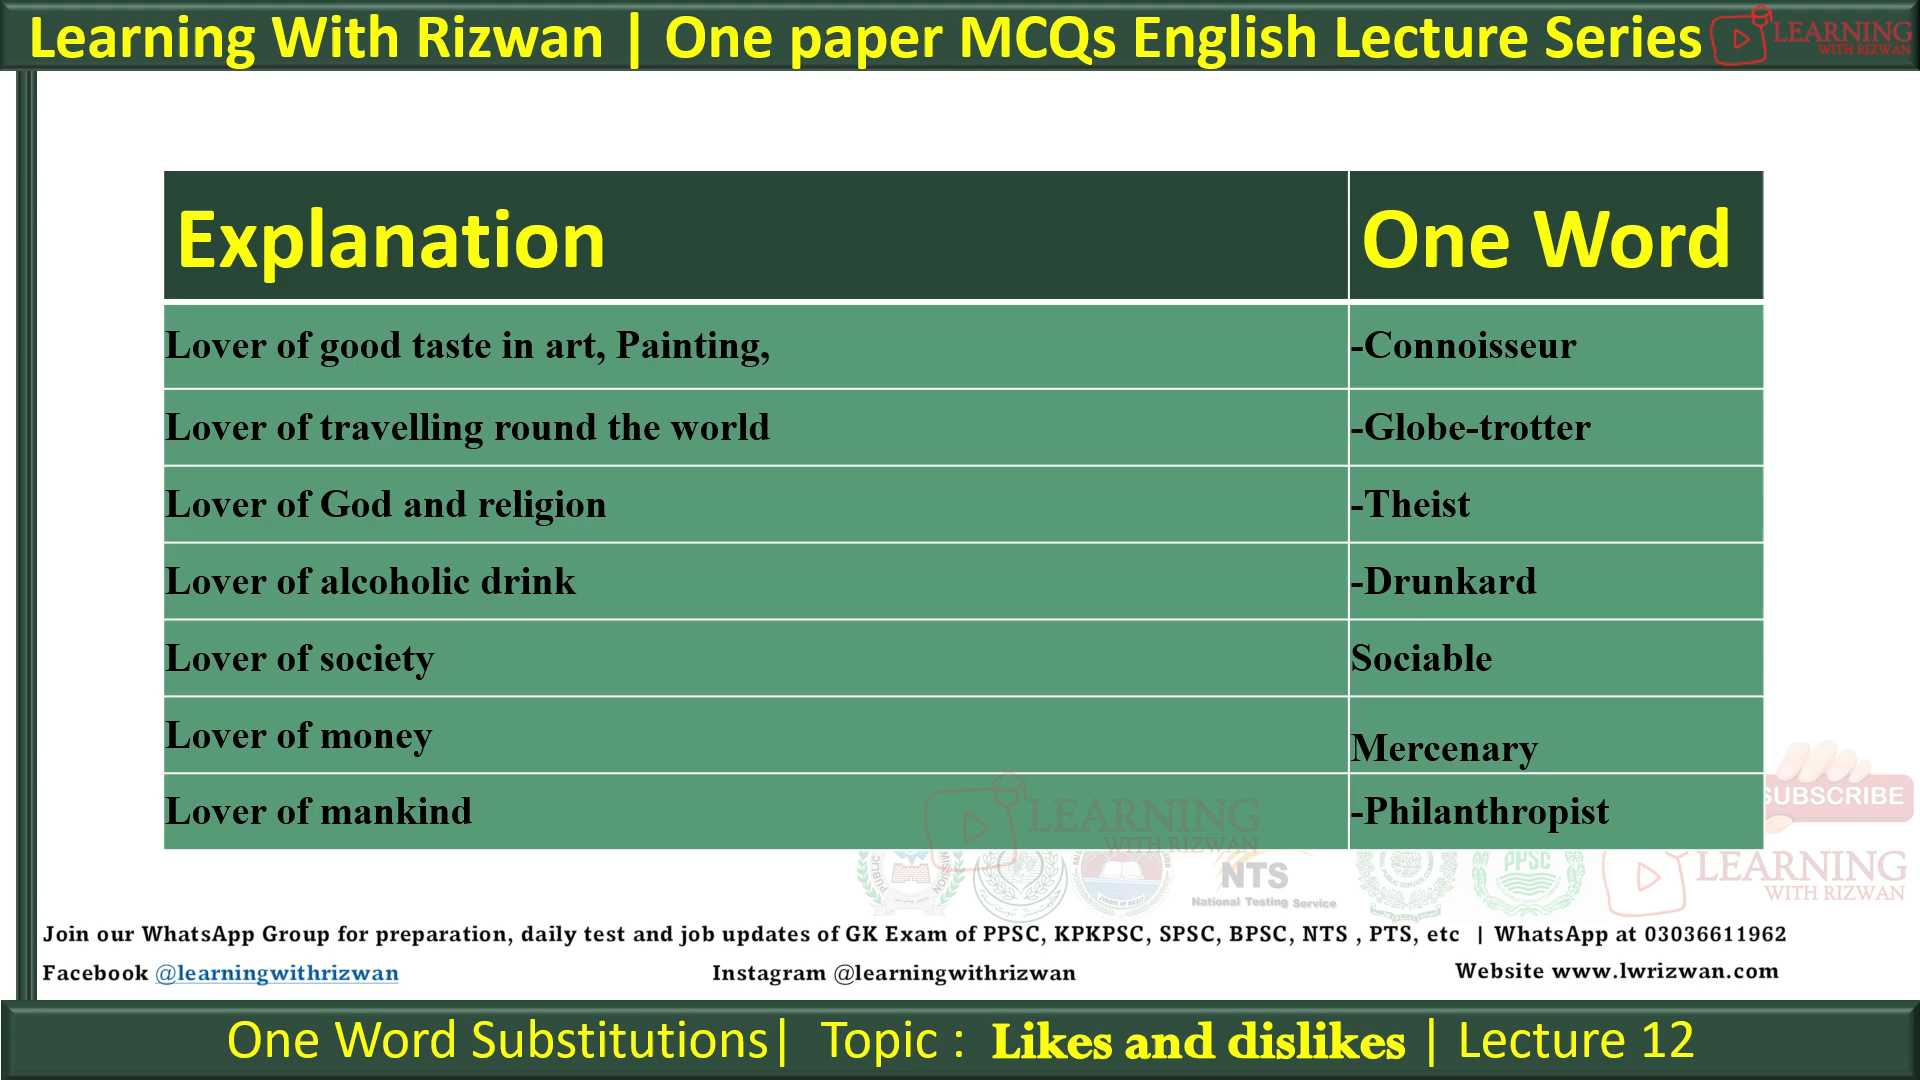 Learning With Rizwan | One paper MCQs English Lecture Series
LEARNING
WITH RIZWAN
Explanation One Word
Lover of good taste in art, Painting, -Connoisseur
Lover of travelling round the world -Globe-trotter
Lover of God and religion -Theist
Lover of alcoholic drink -Drunkard
Lover of society Sociable
Lover of money Mercenary
Lover of mankind -Philanthropist
SUBSCRIBE
LEARNING
WITH RIZWAN
NTS
National Testing Service
PPSC
LEARNING
WITH RIZWAN
Join our WhatsApp Group for preparation, daily test and job updates of GK Exam of PPSC, KPKPSC, SPSC, BPSC, NTS , PTS, etc | WhatsApp at 03036611962
Facebook @learningwithrizwan Instagram @learningwithrizwan Website www.lwrizwan.com
One Word Substitutions| Topic : Likes and dislikes | Lecture 12